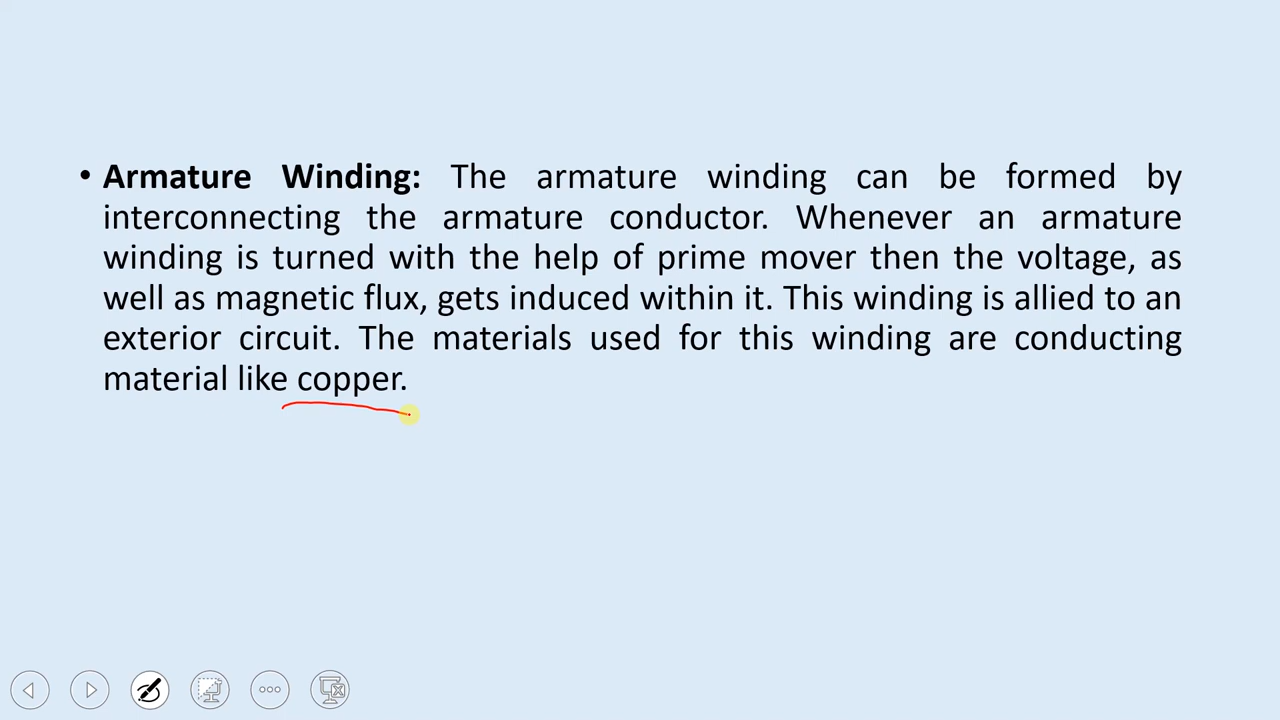 • Armature Winding: The armature winding can be formed by
interconnecting the armature conductor. Whenever an armature
winding is turned with the help of prime mover then the voltage, as
well as magnetic flux, gets induced within it. This winding is allied to an
exterior circuit. The materials used for this winding are conducting
material like copper.